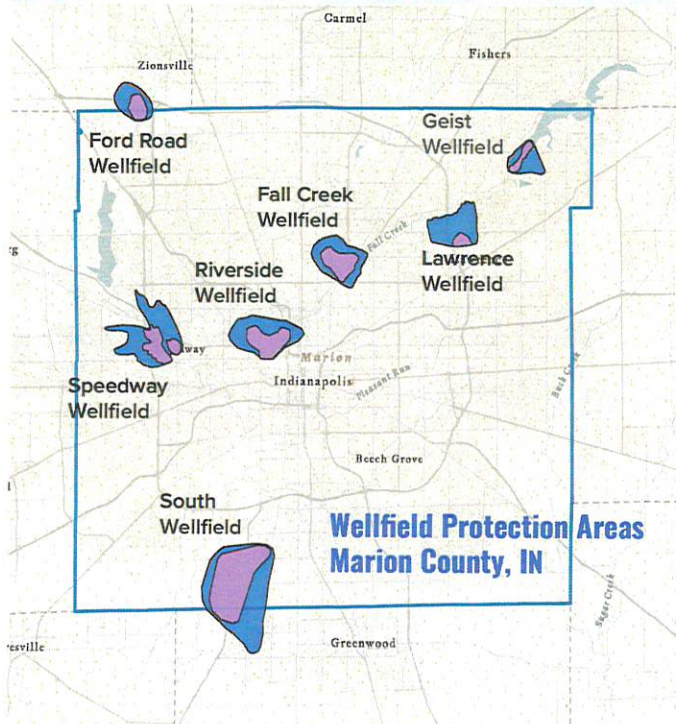 Carmel
Zionsville
Fishers
Ford Road
Wellfield
Geist
Wellfield
Fall Creek
Wellfield
Fall Creek
Lawrence
Wellfield
Riverside
Wellfield
way
Marion
Indianapolis
Pleasant Run
Buck Creek
Speedway
Wellfield
Beech Grove
South
Wellfield
Wellfield Protection Areas
Marion County, IN
Sugar Creek
Greenwood
resville
rg